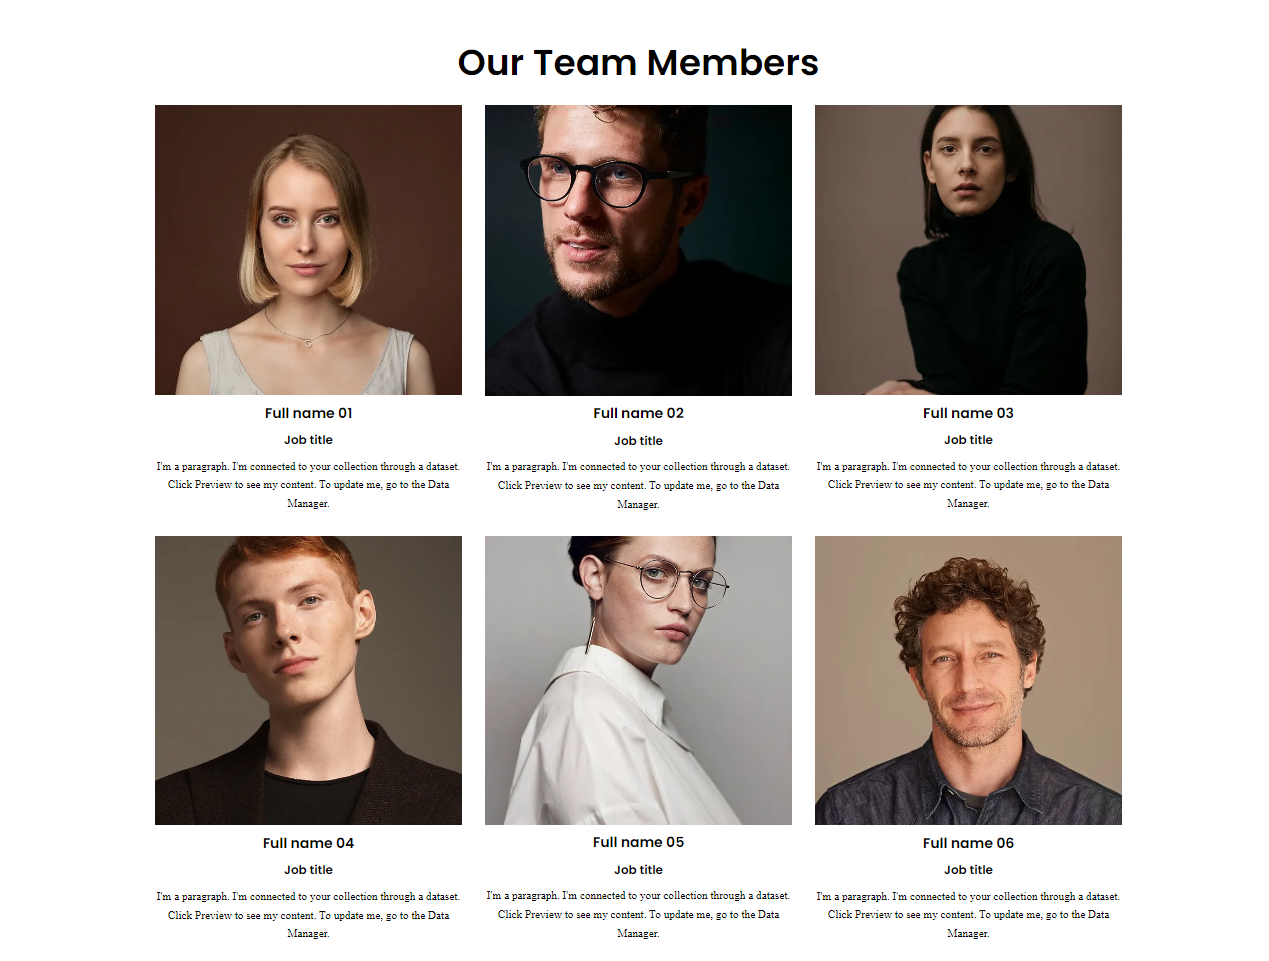 Our Team Members
Full name 01
Job title
I'm a paragraph. I'm connected to your collection through a dataset.
Click Preview to see my content. To update me, go to the Data
Manager.
Full name 02
Job title
I'm a paragraph. I'm connected to your collection through a dataset.
Click Preview to see my content. To update me, go to the Data
Manager.
Full name 03
Job title
I'm a paragraph. I'm connected to your collection through a dataset.
Click Preview to see my content. To update me, go to the Data
Manager.
Full name 04
Job title
I'm a paragraph. I'm connected to your collection through a dataset.
Click Preview to see my content. To update me, go to the Data
Manager.
Full name 05
Job title
I'm a paragraph. I'm connected to your collection through a dataset.
Click Preview to see my content. To update me, go to the Data
Manager.
Full name 06
Job title
I'm a paragraph. I'm connected to your collection through a dataset.
Click Preview to see my content. To update me, go to the Data
Manager.